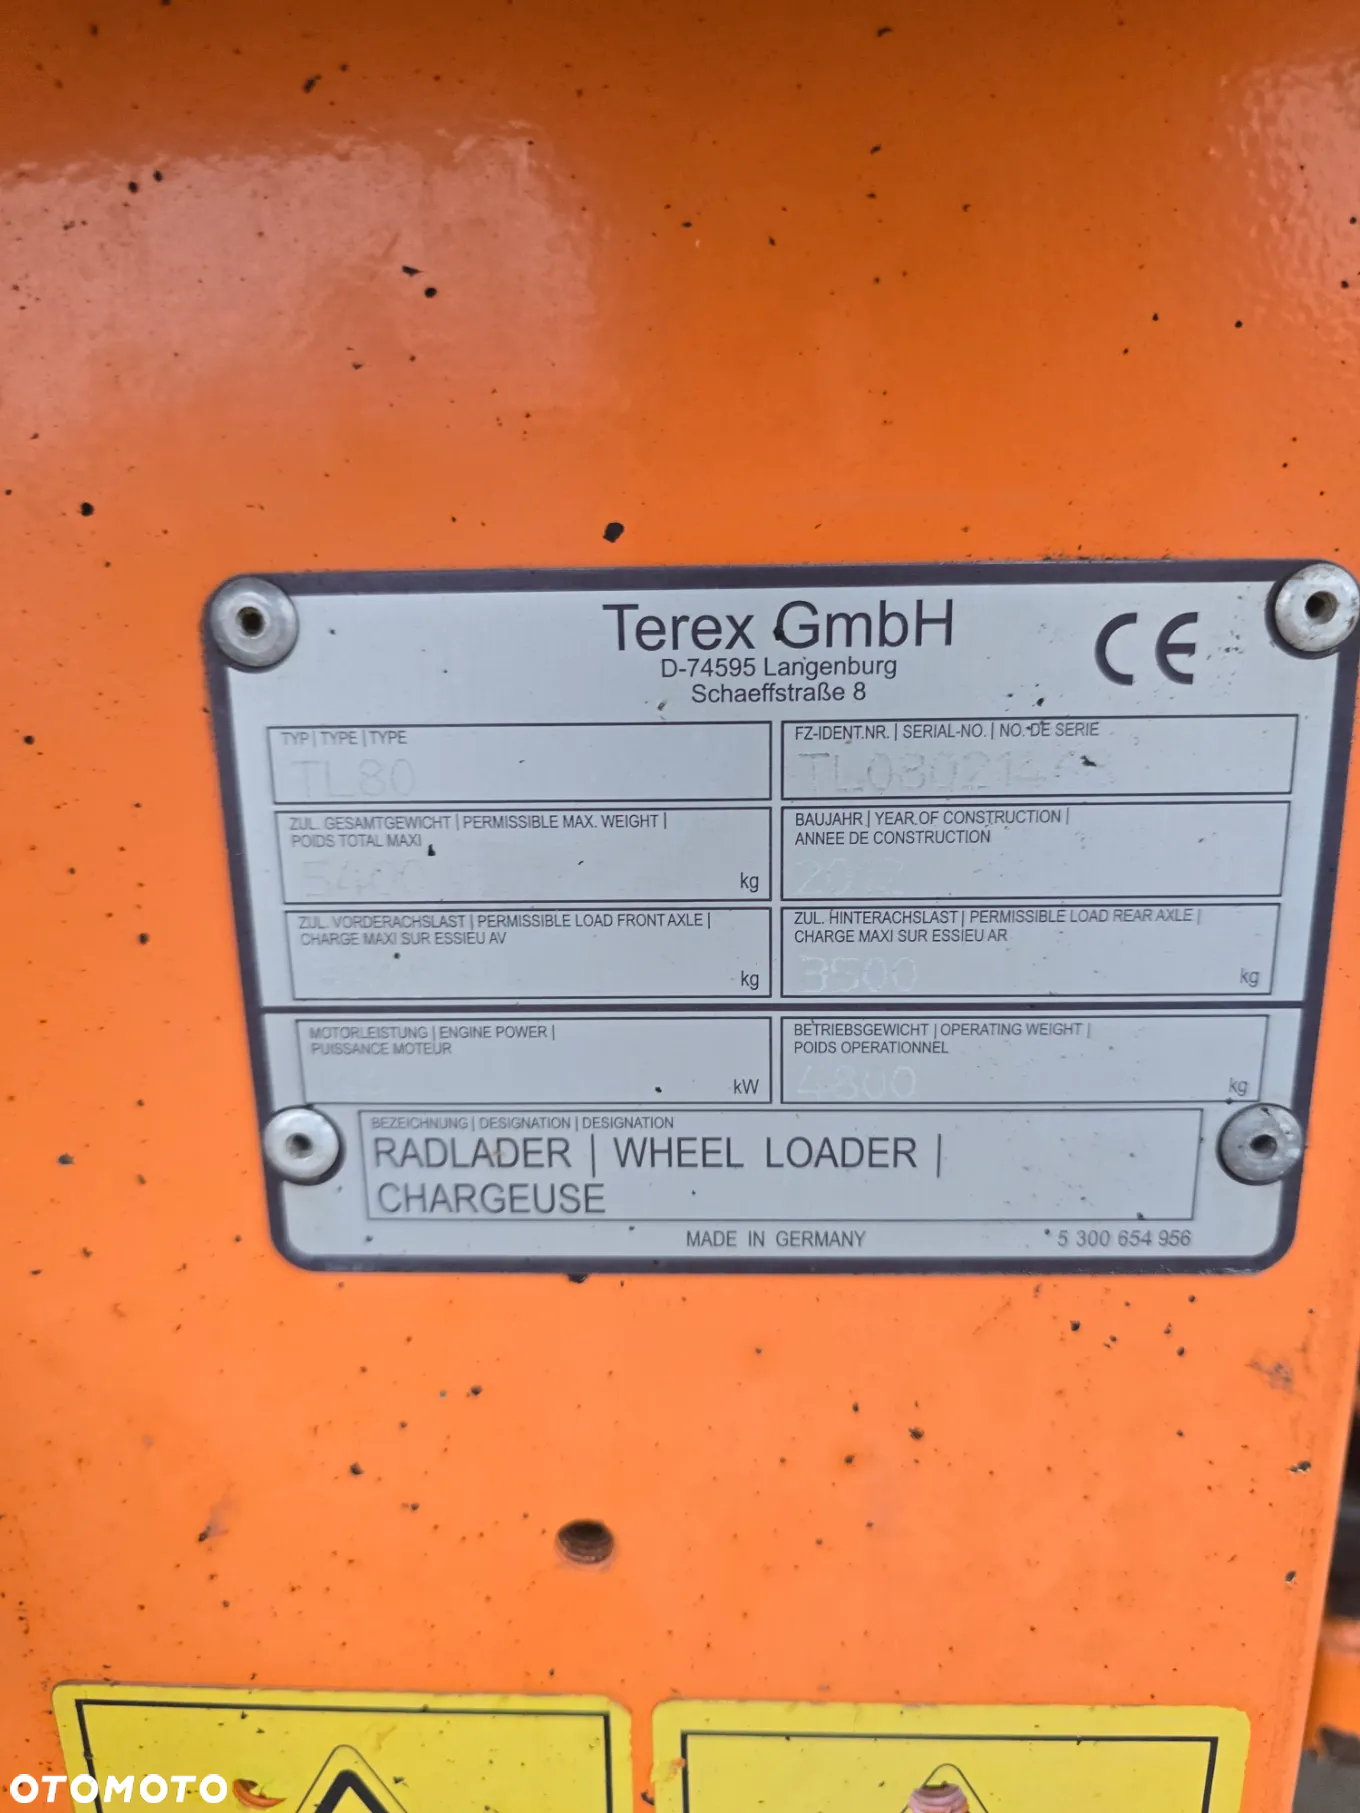 Terex GmbH
D-74595 Langenburg
Schaeffstraße 8
CE
TYP | TYPE | TYPE
TL80
FZ-IDENT.NR. | SERIAL-NO. | NO. DE SERIE
ZUL. GESAMTGEWICHT | PERMISSIBLE MAX. WEIGHT |
POIDS TOTAL MAXI
kg
BAUJAHR | YEAR OF CONSTRUCTION |
ANNEE DE CONSTRUCTION
ZUL. VORDERACHSLAST | PERMISSIBLE LOAD FRONT AXLE |
CHARGE MAXI SUR ESSIEU AV
kg
ZUL. HINTERACHSLAST | PERMISSIBLE LOAD REAR AXLE |
CHARGE MAXI SUR ESSIEU AR
3500 kg
MOTORLEISTUNG | ENGINE POWER |
PUISSANCE MOTEUR
kW
BETRIEBSGEWICHT | OPERATING WEIGHT |
POIDS OPERATIONNEL
4800 kg
BEZEICHNUNG | DESIGNATION | DESIGNATION
RADLADER | WHEEL LOADER |
CHARGEUSE
MADE IN GERMANY
5 300 654 956
OTOMOTO